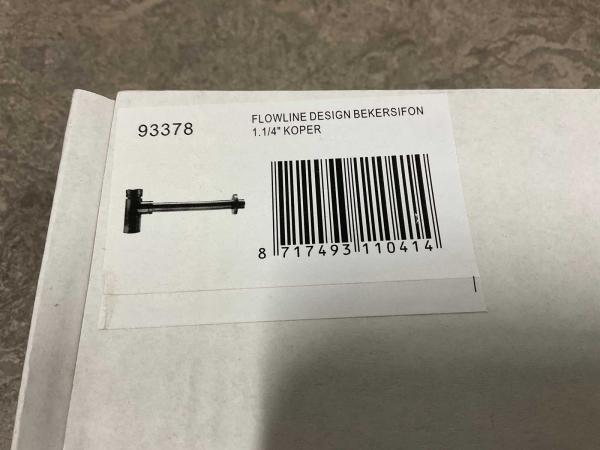 93378
FLOWLINE DESIGN BEKERSIFON
1.1/4" KOPER
8 717493 110414